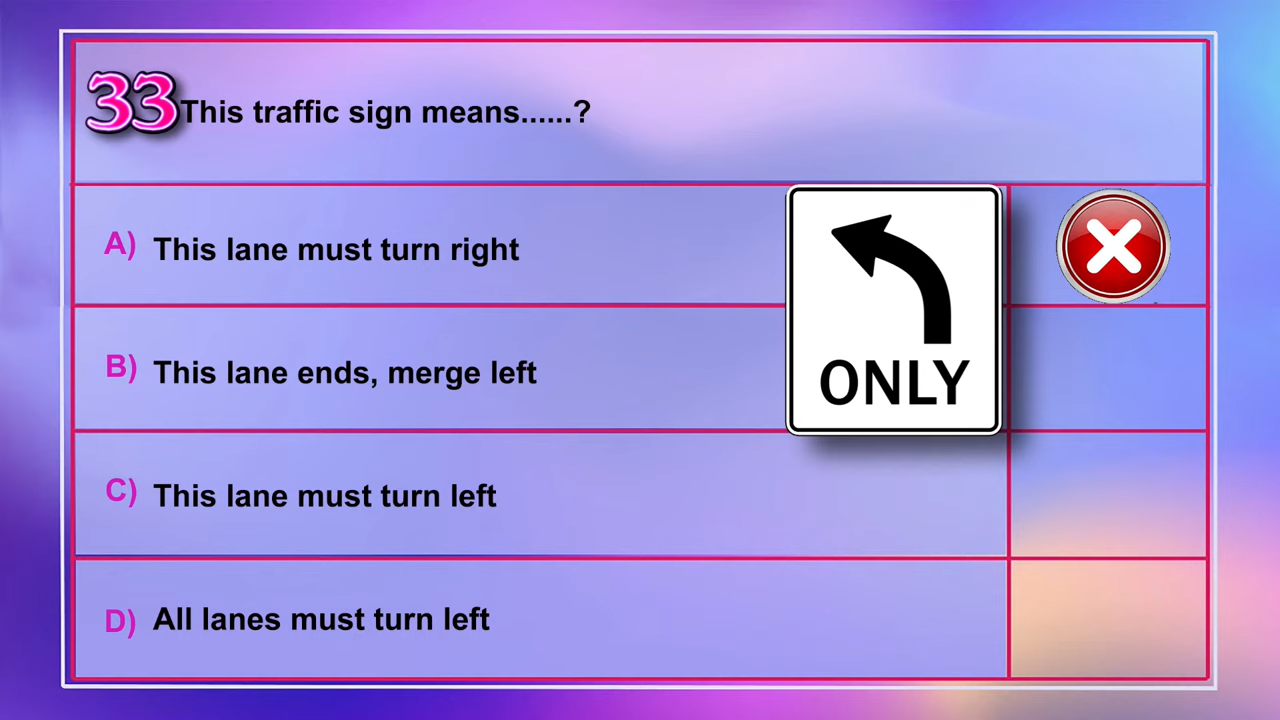 33 This traffic sign means......?
A) This lane must turn right
B) This lane ends, merge left
ONLY
C) This lane must turn left
D) All lanes must turn left